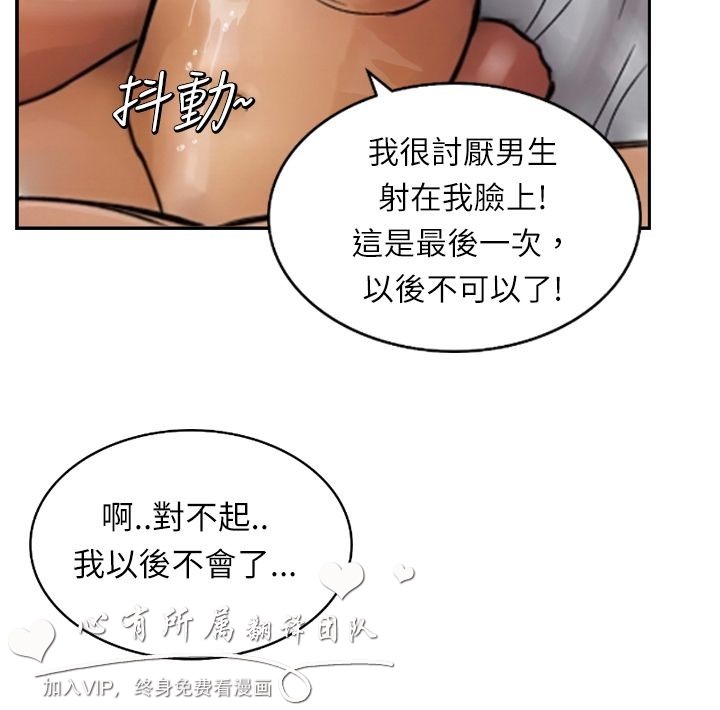 抖動~
我很討厭男生
射在我臉上!
這是最後一次，
以後不可以了!
啊..對不起..
我以後不會了...
心有所属翻译团队
加入VIP，终身免费看漫画